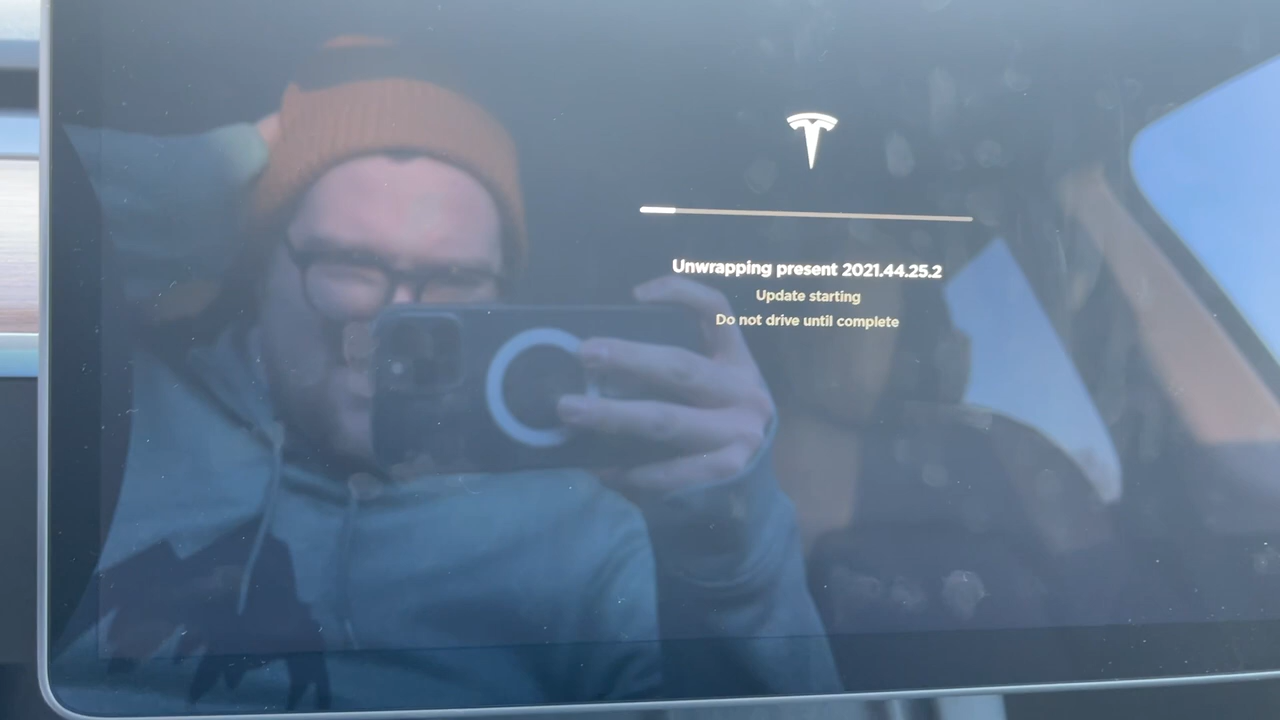 Unwrapping present 2021.44.25.2
Update starting
Do not drive until complete